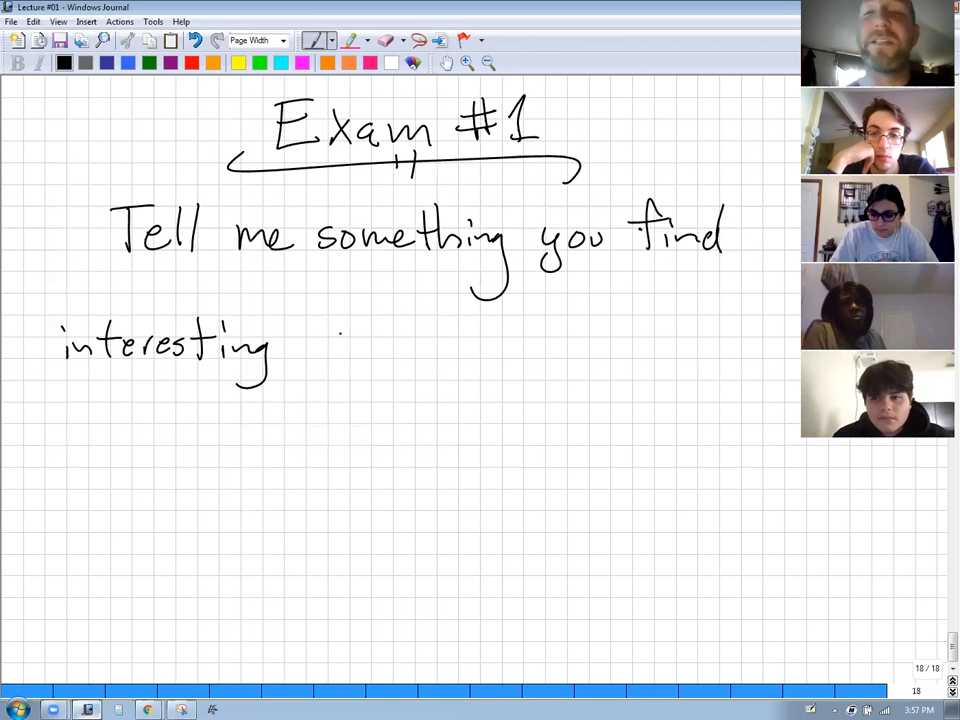 Lecture #01 - Windows Journal
File Edit View Insert Actions Tools Help
Page Width
B I
Exam #1
Tell me something you find
interesting
18 / 18
18
3:57 PM